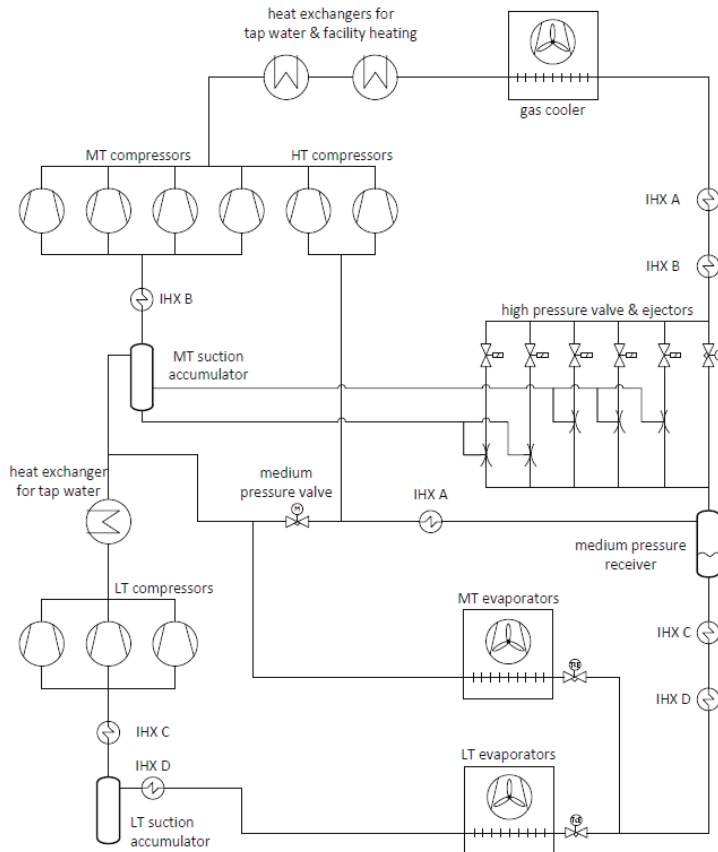 heat exchangers for
tap water & facility heating
gas cooler
MT compressors
HT compressors
IHX A
IHX B
IHX B
high pressure valve & ejectors
MT suction
accumulator
heat exchanger
for tap water
medium
pressure valve
IHX A
M
medium pressure
receiver
LT compressors
MT evaporators
IHX C
IHX D
IHX C
IHX D
LT evaporators
LT suction
accumulator